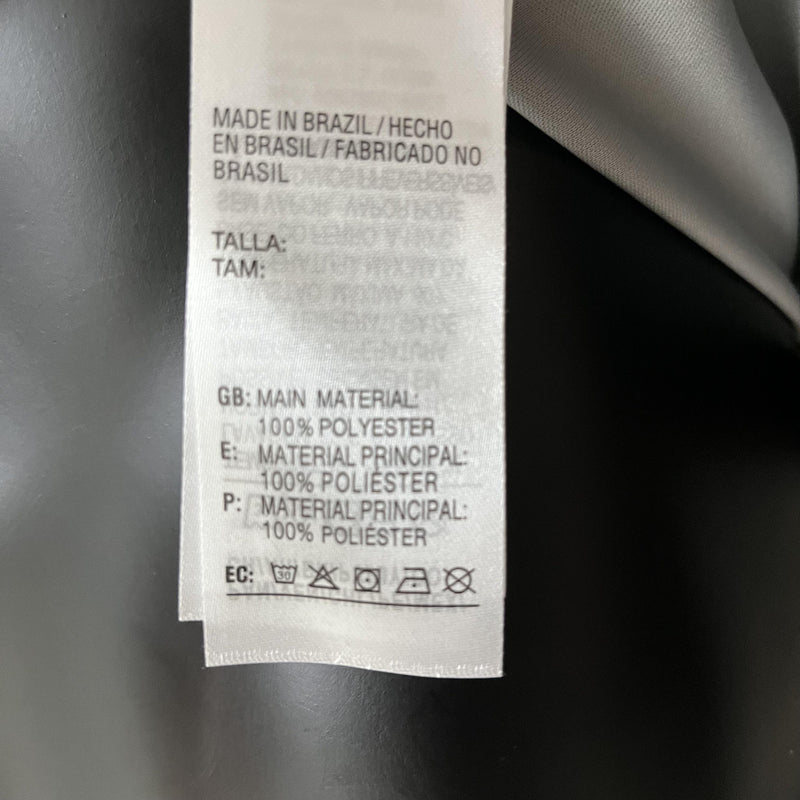 MADE IN BRAZIL / HECHO
EN BRASIL / FABRICADO NO
BRASIL
TALLA:
TAM:
GB: MAIN MATERIAL:
100% POLYESTER
E: MATERIAL PRINCIPAL:
100% POLIÉSTER
P: MATERIAL PRINCIPAL:
100% POLIÉSTER
EC: 30